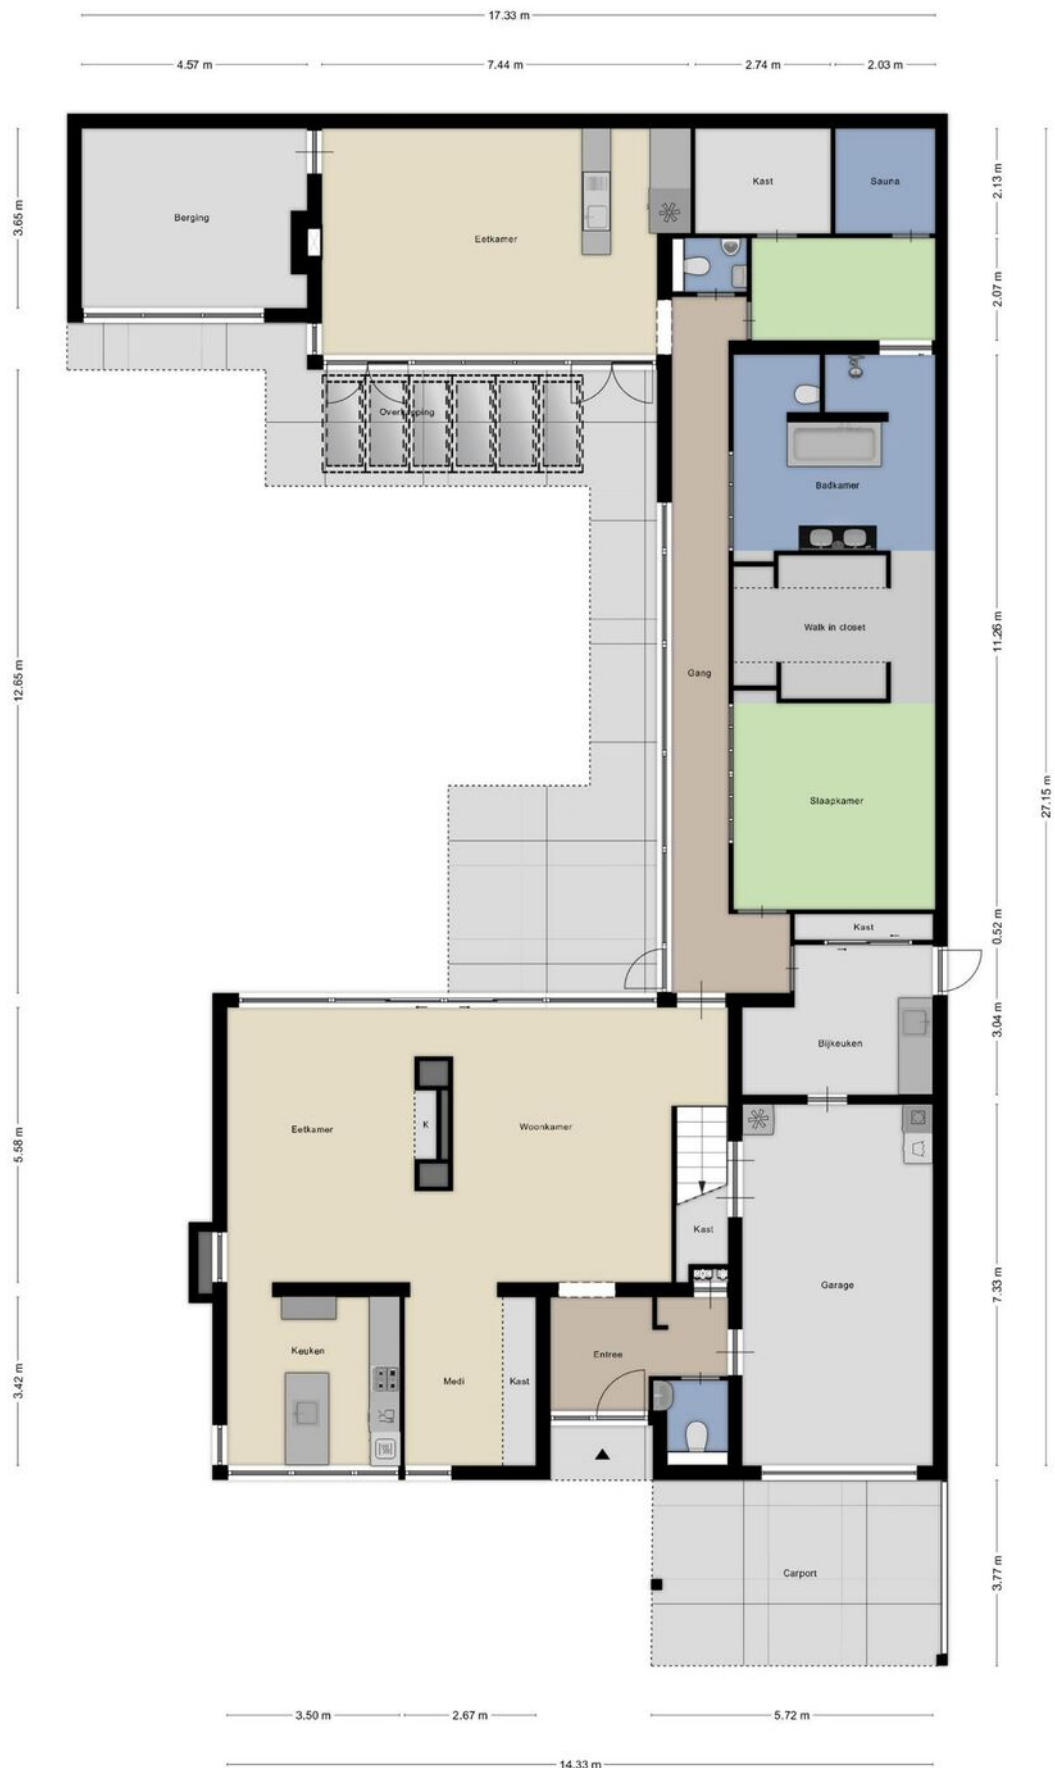 17.33 m
4.57 m
7.44 m
2.74 m
2.03 m
3.65 m
Berging
Eetkamer
Kast
Sauna
2.13 m
2.07 m
Overkapping
Badkamer
Walk in closet
11.26 m
12.65 m
Gang
Slaapkamer
27.15 m
Kast
0.52 m
Bijkeuken
3.04 m
5.58 m
Eetkamer
K
Woonkamer
Kast
Garage
7.33 m
3.42 m
Keuken
Medi
Kast
Entree
Carport
3.77 m
3.50 m
2.67 m
5.72 m
14.33 m